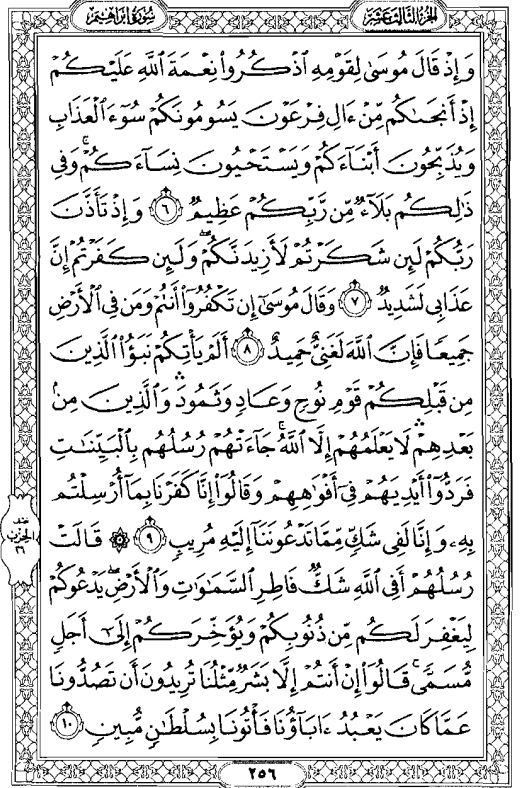 الجزء الثالث عشر
سورة إبراهيم
وَإِذْ قَالَ مُوسَىٰ لِقَوْمِهِ ٱذْكُرُوا۟ نِعْمَةَ ٱللَّهِ عَلَيْكُمْ
إِذْ أَنجَىٰكُم مِّنْ ءَالِ فِرْعَوْنَ يَسُومُونَكُمْ سُوٓءَ ٱلْعَذَابِ
وَيُذَبِّحُونَ أَبْنَآءَكُمْ وَيَسْتَحْيُونَ نِسَآءَكُمْ ۚ وَفِى
ذَٰلِكُم بَلَآءٌ مِّن رَّبِّكُمْ عَظِيمٌ ٦ وَإِذْ تَأَذَّنَ
رَبُّكُمْ لَئِن شَكَرْتُمْ لَأَزِيدَنَّكُمْ ۖ وَلَئِن كَفَرْتُمْ إِنَّ
عَذَابِى لَشَدِيدٌ ٧ وَقَالَ مُوسَىٰٓ إِن تَكْفُرُوٓا۟ أَنتُمْ وَمَن فِى ٱلْأَرْضِ
جَمِيعًا فَإِنَّ ٱللَّهَ لَغَنِىٌّ حَمِيدٌ ٨ أَلَمْ يَأْتِكُمْ نَبَؤُا۟ ٱلَّذِينَ
مِن قَبْلِكُمْ قَوْمِ نُوحٍ وَعَادٍ وَثَمُودَ ۛ وَٱلَّذِينَ مِنۢ
بَعْدِهِمْ ۛ لَا يَعْلَمُهُمْ إِلَّا ٱللَّهُ ۚ جَآءَتْهُمْ رُسُلُهُم بِٱلْبَيِّنَٰتِ
فَرَدُّوٓا۟ أَيْدِيَهُمْ فِىٓ أَفْوَٰهِهِمْ وَقَالُوٓا۟ إِنَّا كَفَرْنَا بِمَآ أُرْسِلْتُم
بِهِۦ وَإِنَّا لَفِى شَكٍّ مِّمَّا تَدْعُونَنَآ إِلَيْهِ مُرِيبٍ ٩ ۞ قَالَتْ
رُسُلُهُمْ أَفِى ٱللَّهِ شَكٌّ فَاطِرِ ٱلسَّمَٰوَٰتِ وَٱلْأَرْضِ ۖ يَدْعُوكُمْ
لِيَغْفِرَ لَكُم مِّن ذُنُوبِكُمْ وَيُؤَخِّرَكُمْ إِلَىٰٓ أَجَلٍ
مُّسَمًّى ۚ قَالُوٓا۟ إِنْ أَنتُمْ إِلَّا بَشَرٌ مِّثْلُنَا تُرِيدُونَ أَن تَصُدُّونَا
عَمَّا كَانَ يَعْبُدُ ءَابَآؤُنَا فَأْتُونَا بِسُلْطَٰنٍ مُّبِينٍ ١٠
نصف
الحزب
٢٦
٢٥٦